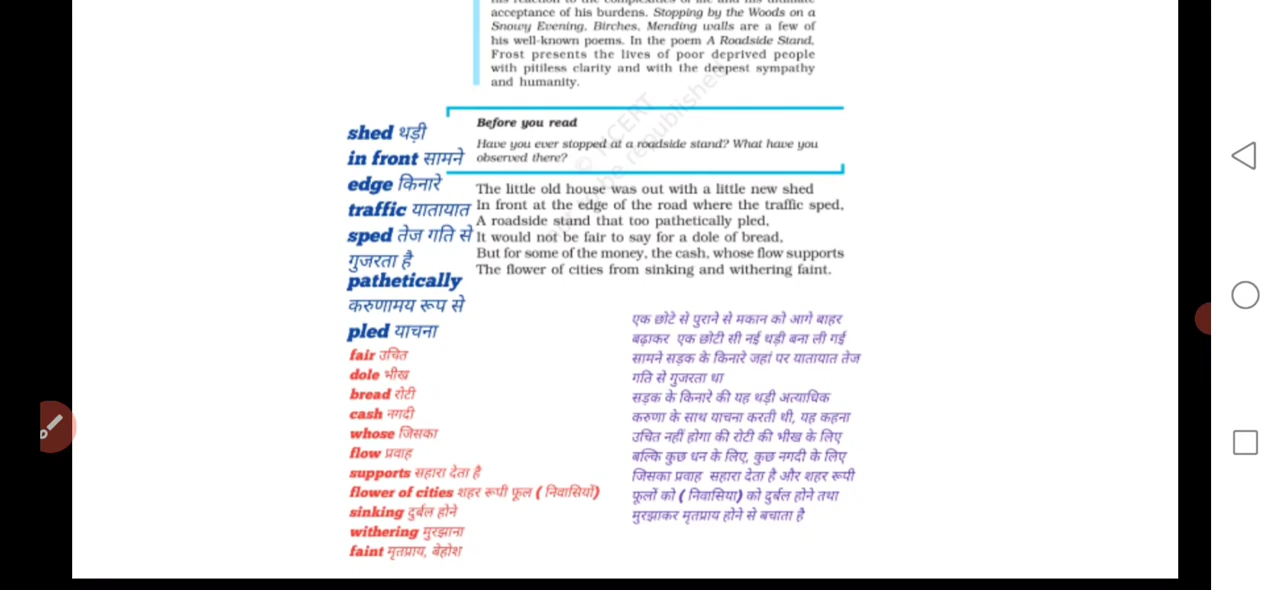 acceptance of his burdens. Stopping by the Woods on a
Snowy Evening, Birches, Mending walls are a few of
his well-known poems. In the poem A Roadside Stand,
Frost presents the lives of poor deprived people
with pitiless clarity and with the deepest sympathy
and humanity.
Before you read
Have you ever stopped at a roadside stand? What have you
observed there?
The little old house was out with a little new shed
In front at the edge of the road where the traffic sped,
A roadside stand that too pathetically pled,
It would not be fair to say for a dole of bread,
But for some of the money, the cash, whose flow supports
The flower of cities from sinking and withering faint.
shed थड़ी
in front सामने
edge किनारे
traffic यातायात
sped तेज गति से
गुजरता है
pathetically
करुणामय रूप से
pled याचना
fair उचित
dole भीख
bread रोटी
cash नगदी
whose जिसका
flow प्रवाह
supports सहारा देता है
flower of cities शहर रूपी फूल ( निवासियों)
sinking दुर्बल होने
withering मुरझाना
faint मृतप्राय, बेहोश
एक छोटे से पुराने से मकान को आगे बाहर
बढ़ाकर एक छोटी सी नई थड़ी बना ली गई
सामने सड़क के किनारे जहां पर यातायात तेज
गति से गुजरता था
सड़क के किनारे की यह थड़ी अत्याधिक
करुणा के साथ याचना करती थी, यह कहना
उचित नहीं होगा की रोटी की भीख के लिए
बल्कि कुछ धन के लिए, कुछ नगदी के लिए
जिसका प्रवाह सहारा देता है और शहर रूपी
फूलों को ( निवासिया) को दुर्बल होने तथा
मुरझाकर मृतप्राय होने से बचाता है
© NCERT
be republished